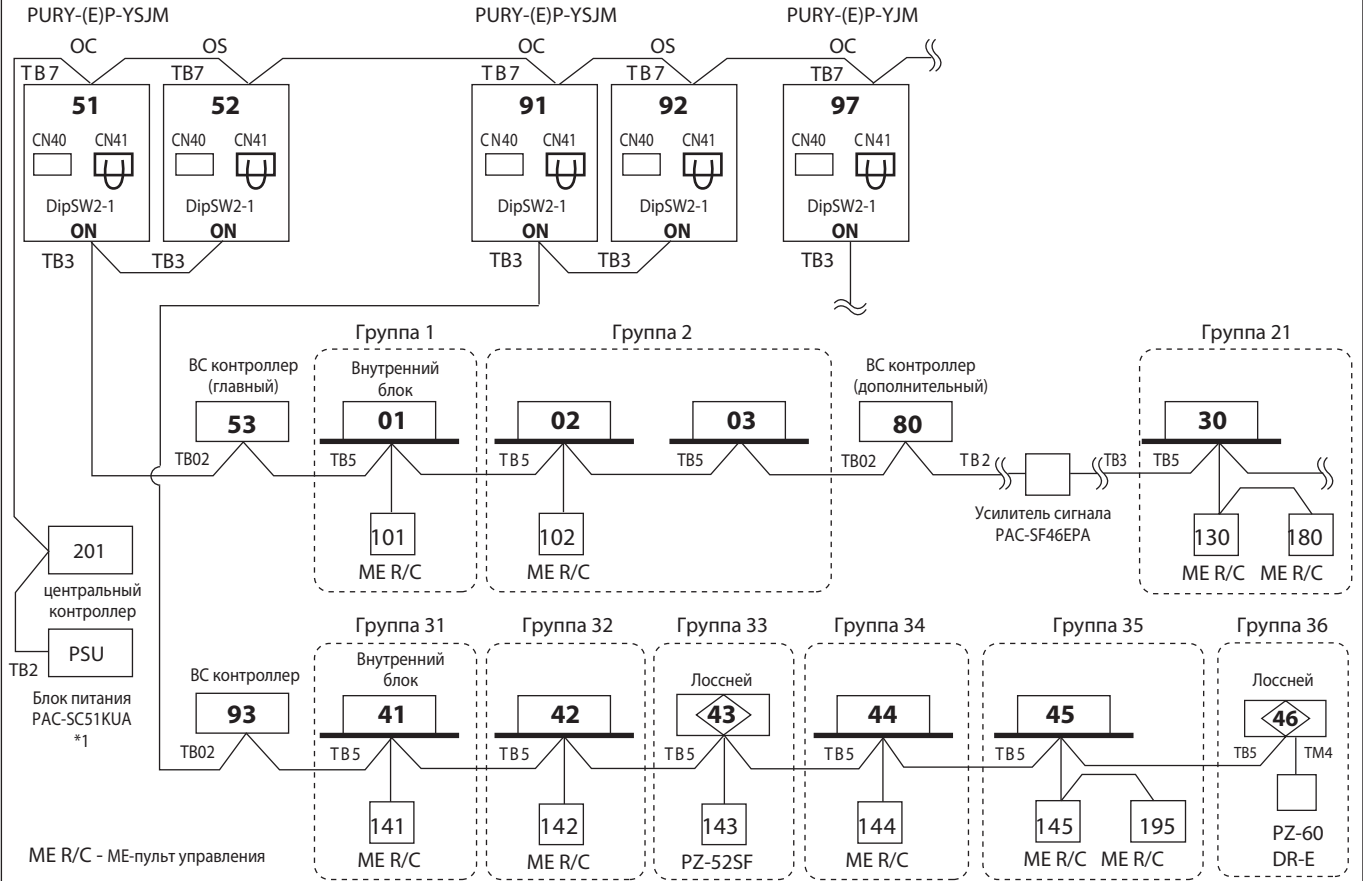 PURY-(E)P-YSJM
PURY-(E)P-YSJM
PURY-(E)P-YJM
OC
OS
OC
OS
OC
TB7
TB7
TB7
TB7
TB7
51
52
91
92
97
CN40
CN41
CN40
CN41
CN40
CN41
CN40
CN41
CN40
CN41
DipSW2-1
DipSW2-1
DipSW2-1
DipSW2-1
DipSW2-1
ON
ON
ON
ON
ON
TB3
TB3
TB3
TB3
TB3
Группа 1
Группа 2
Группа 21
BC контроллер
(главный)
Внутренний
блок
BC контроллер
(дополнительный)
53
01
02
03
80
30
TB02
TB5
TB5
TB5
TB02
TB2
TB3
TB5
Усилитель сигнала
PAC-SF46EPA
101
102
130
180
ME R/C
ME R/C
ME R/C
ME R/C
201
центральный
контроллер
PSU
TB2
Блок питания
PAC-SC51KUA
*1
Группа 31
Группа 32
Группа 33
Группа 34
Группа 35
Группа 36
BC контроллер
Внутренний
блок
Лоссней
Лоссней
93
41
42
43
44
45
46
TB02
TB5
TB5
TB5
TB5
TB5
TB5
TM4
141
142
143
144
145
195
ME R/C
ME R/C
PZ-52SF
ME R/C
ME R/C
ME R/C
PZ-60
DR-E
ME R/C - МЕ-пульт управления